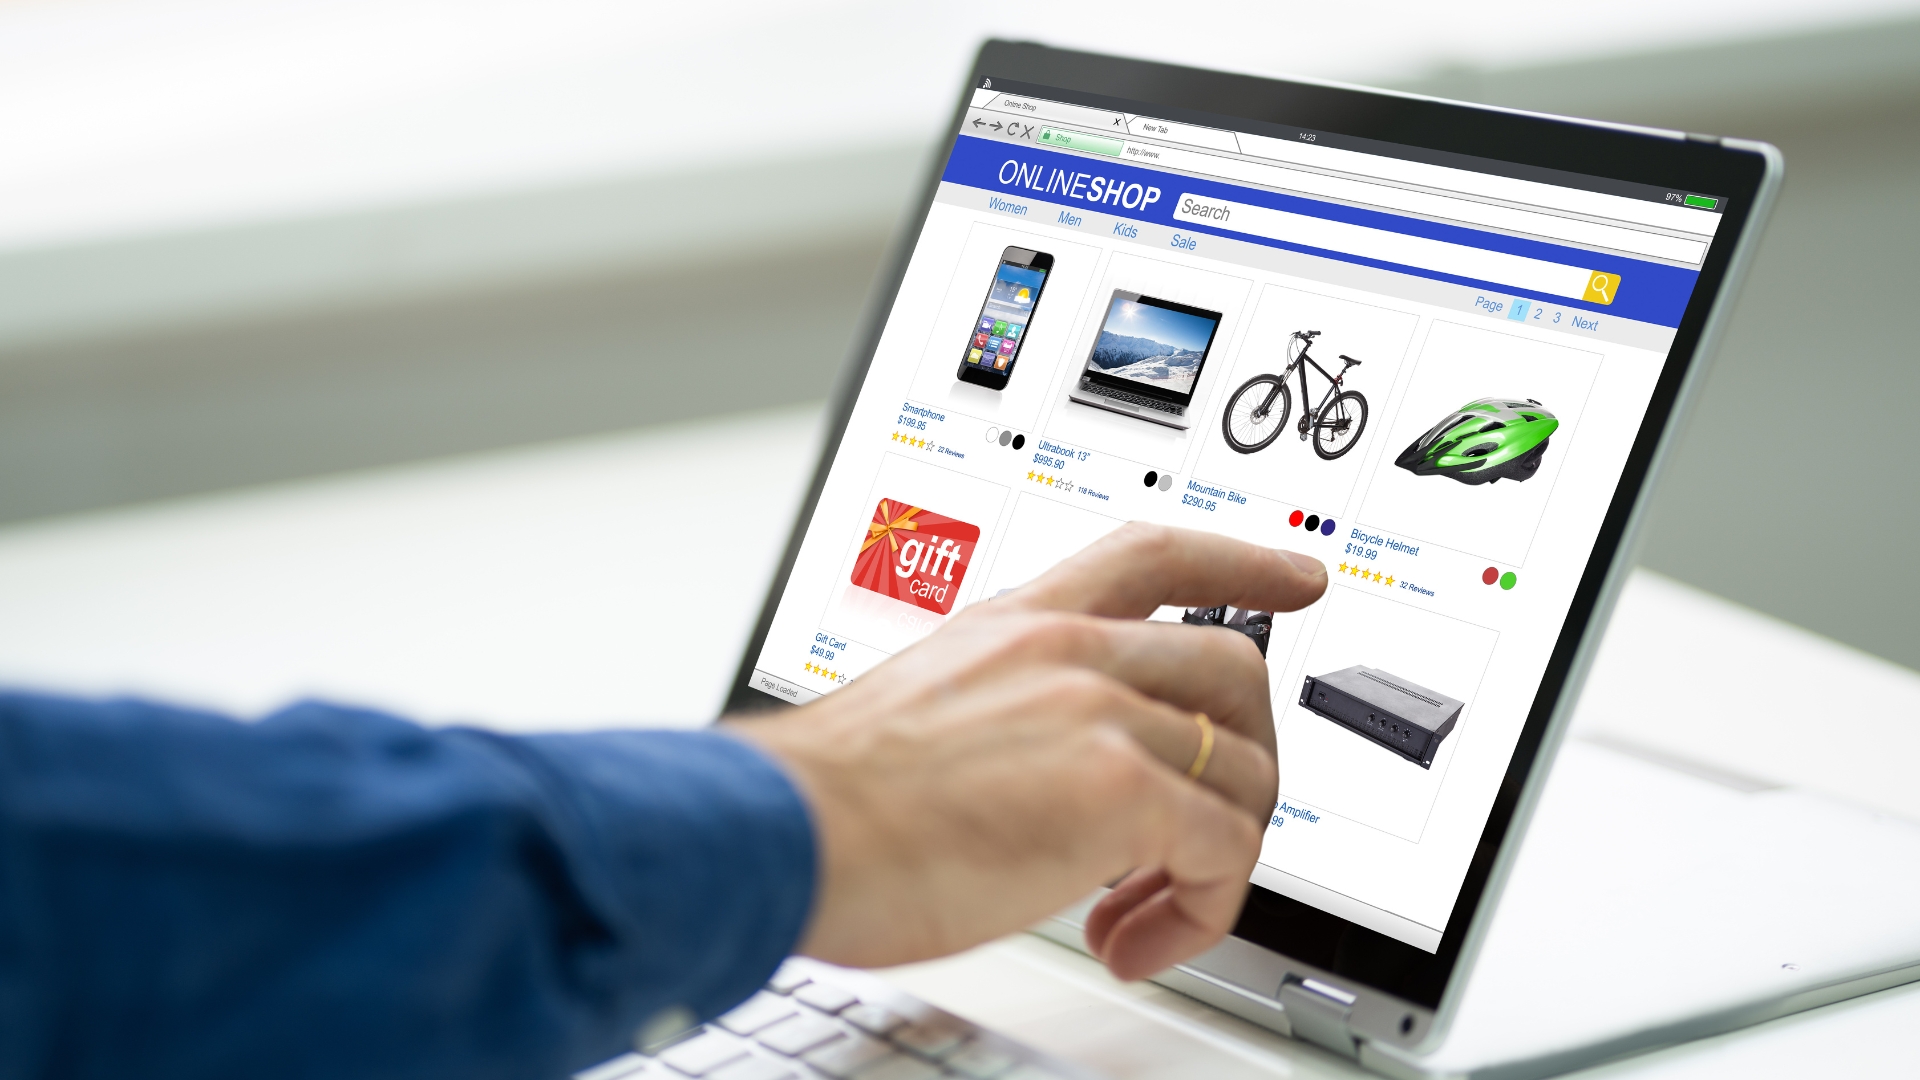 Online Shop
X
New Tab
14:23
97%
Shop
http://www.
ONLINESHOP
Search
Women Men Kids Sale
Page 1 2 3 Next
Smartphone
$199.95
22 Reviews
Ultrabook 13"
$995.90
118 Reviews
Mountain Bike
$290.95
Bicycle Helmet
$19.99
32 Reviews
gift
card
Gift Card
$49.99
Amplifier
99
Page Loaded